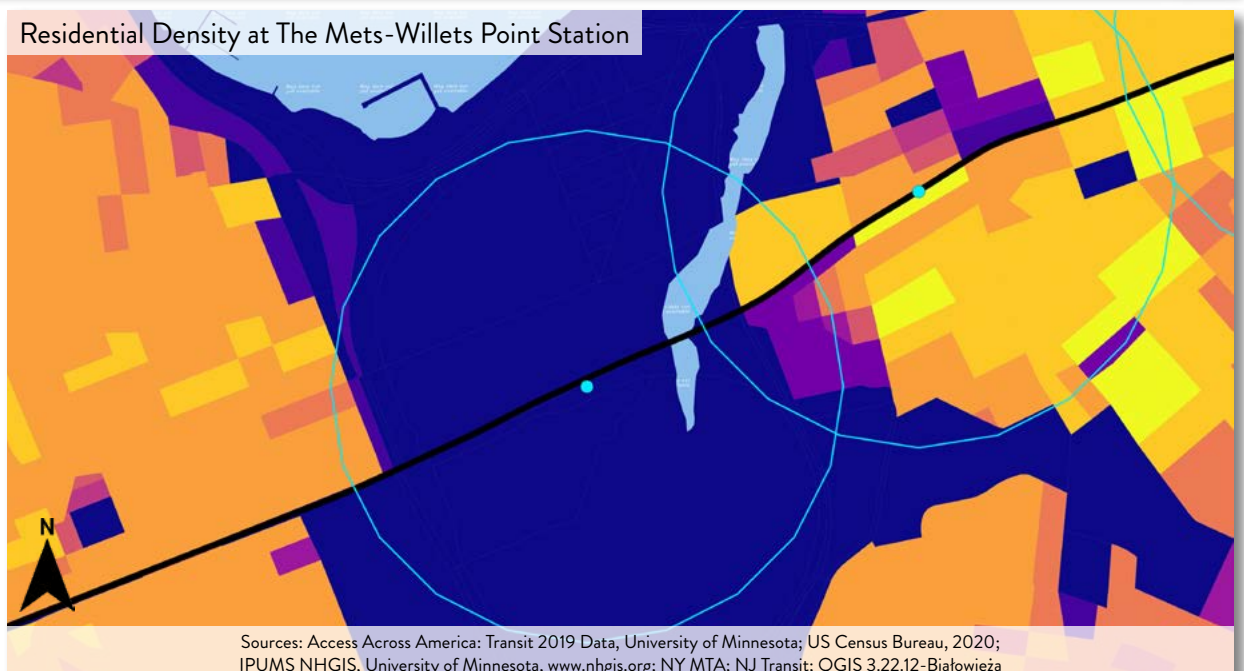 Residential Density at The Mets-Willets Point Station
N
Sources: Access Across America: Transit 2019 Data, University of Minnesota; US Census Bureau, 2020;
IPUMS NHGIS, University of Minnesota, www.nhgis.org; NY MTA; NJ Transit; QGIS 3.22.12-Białowieża